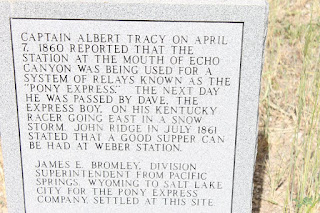 CAPTAIN ALBERT TRACY ON APRIL
7, 1860 REPORTED THAT THE
STATION AT THE MOUTH OF ECHO
CANYON WAS BEING USED FOR A
SYSTEM OF RELAYS KNOWN AS THE
"PONY EXPRESS." THE NEXT DAY
HE WAS PASSED BY DAVE, THE
EXPRESS BOY, ON HIS KENTUCKY
RACER GOING EAST IN A SNOW
STORM. JOHN RIDGE IN JULY 1861
STATED THAT A GOOD SUPPER CAN
BE HAD AT WEBER STATION.
JAMES E. BROMLEY, DIVISION
SUPERINTENDENT FROM PACIFIC
SPRINGS, WYOMING TO SALT LAKE
CITY FOR THE PONY EXPRESS
COMPANY, SETTLED AT THIS SITE